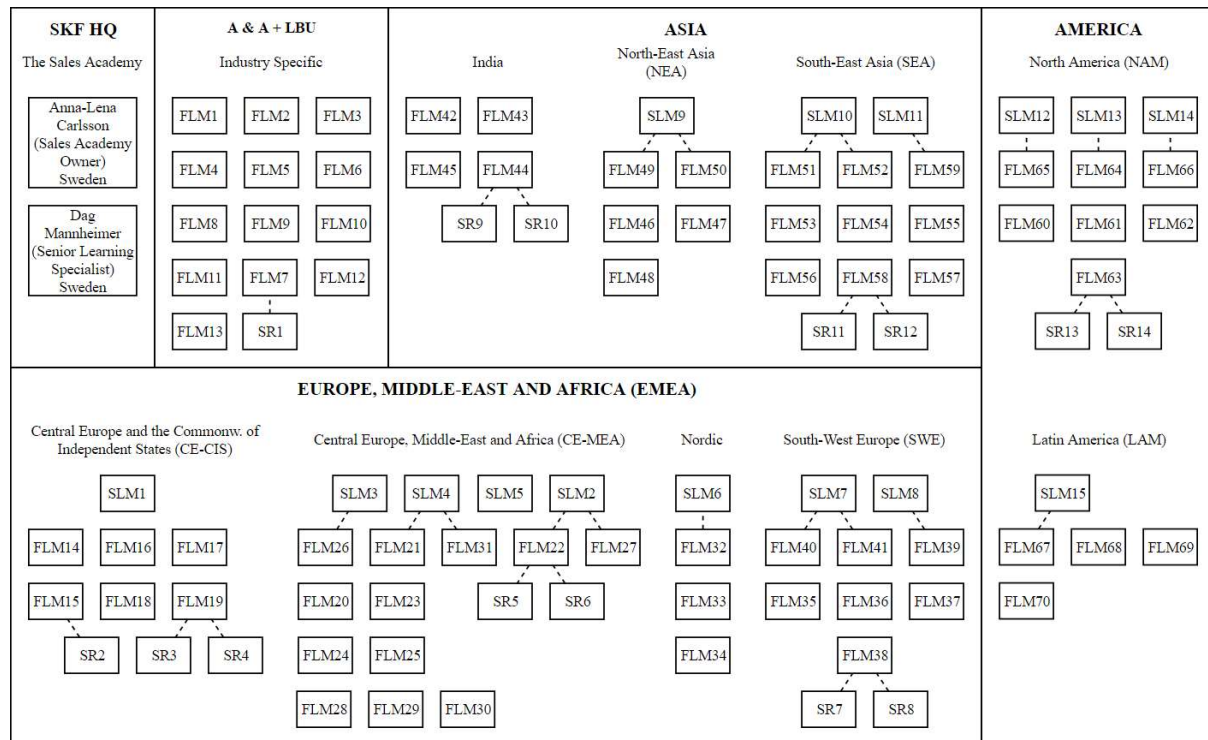 SKF HQ
The Sales Academy
Anna-Lena
Carlsson
(Sales Academy
Owner)
Sweden
Dag
Mannheimer
(Senior Learning
Specialist)
Sweden
A & A + LBU
Industry Specific
FLM1 FLM2 FLM3
FLM4 FLM5 FLM6
FLM8 FLM9 FLM10
FLM11 FLM7 FLM12
FLM13 SR1
ASIA
India
FLM42 FLM43
FLM45 FLM44
SR9 SR10
North-East Asia
(NEA)
SLM9
FLM49 FLM50
FLM46 FLM47
FLM48
South-East Asia (SEA)
SLM10 SLM11
FLM51 FLM52 FLM59
FLM53 FLM54 FLM55
FLM56 FLM58 FLM57
SR11 SR12
AMERICA
North America (NAM)
SLM12 SLM13 SLM14
FLM65 FLM64 FLM66
FLM60 FLM61 FLM62
FLM63
SR13 SR14
Latin America (LAM)
SLM15
FLM67 FLM68 FLM69
FLM70
EUROPE, MIDDLE-EAST AND AFRICA (EMEA)
Central Europe and the Commonw. of
Independent States (CE-CIS)
SLM1
FLM14 FLM16 FLM17
FLM15 FLM18 FLM19
SR2 SR3 SR4
Central Europe, Middle-East and Africa (CE-MEA)
SLM3 SLM4 SLM5 SLM2
FLM26 FLM21 FLM31 FLM22 FLM27
FLM20 FLM23 SR5 SR6
FLM24 FLM25
FLM28 FLM29 FLM30
Nordic
SLM6
FLM32
FLM33
FLM34
South-West Europe (SWE)
SLM7 SLM8
FLM40 FLM41 FLM39
FLM35 FLM36 FLM37
FLM38
SR7 SR8